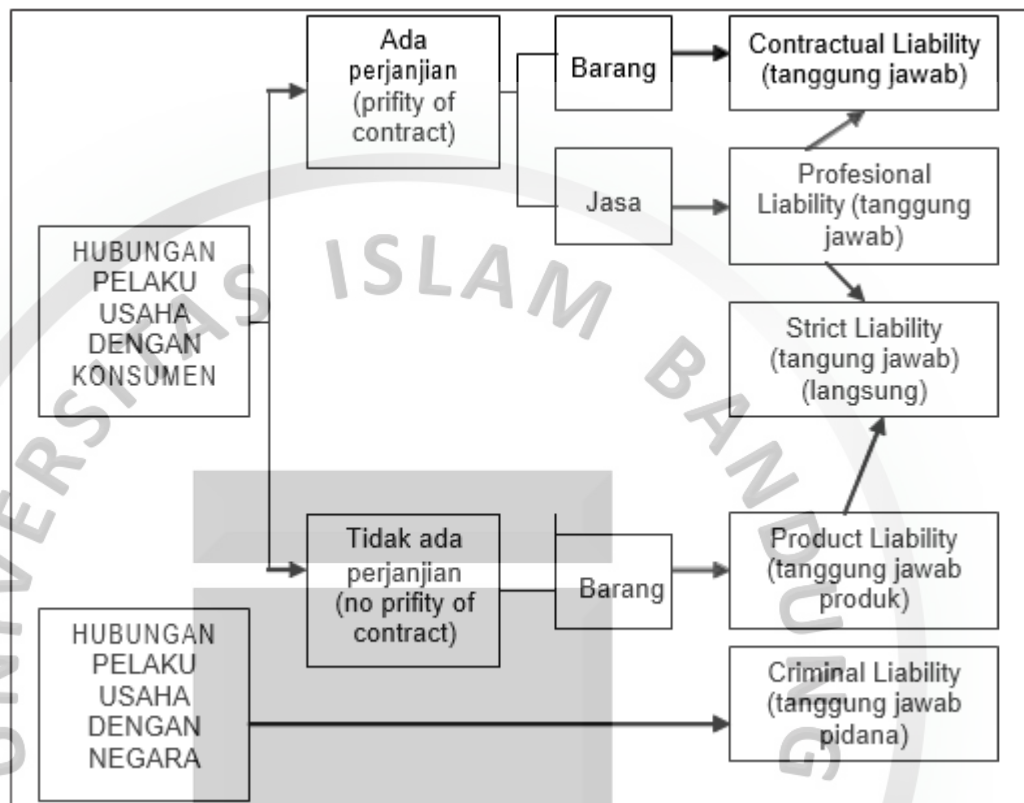 Ada
perjanjian
(prifity of
contract)
Barang
Contractual Liability
(tanggung jawab)
Jasa
Profesional
Liability (tanggung
jawab)
HUBUNGAN
PELAKU
USAHA
DENGAN
KONSUMEN
Strict Liability
(tangung jawab)
(langsung)
Tidak ada
perjanjian
(no prifity of
contract)
Barang
Product Liability
(tanggung jawab
produk)
HUBUNGAN
PELAKU
USAHA
DENGAN
NEGARA
Criminal Liability
(tanggung jawab
pidana)
UNIVERSITAS ISLAM BANDUNG